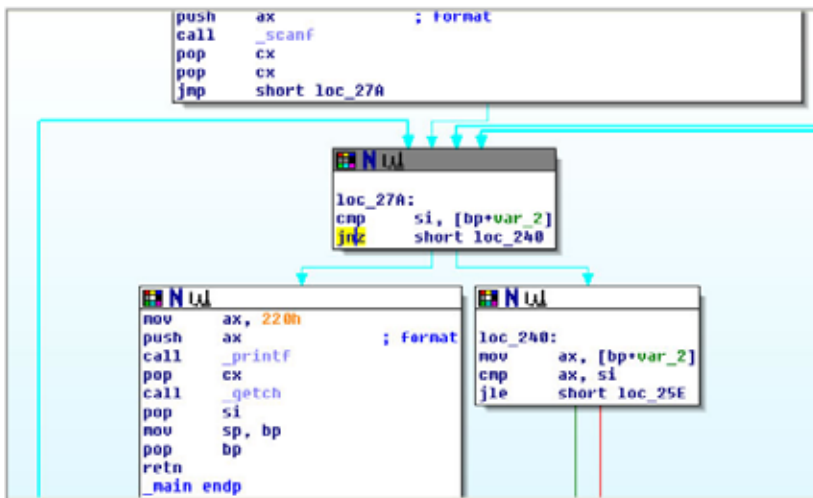 push ax ; format
call _scanf
pop cx
pop cx
jmp short loc_27A
loc_27A:
cmp si, [bp+var_2]
jnz short loc_240
mov ax, 220h
push ax ; format
call _printf
pop cx
call _getch
pop si
mov sp, bp
pop bp
retn
_main endp
loc_240:
mov ax, [bp+var_2]
cmp ax, si
jle short loc_25E